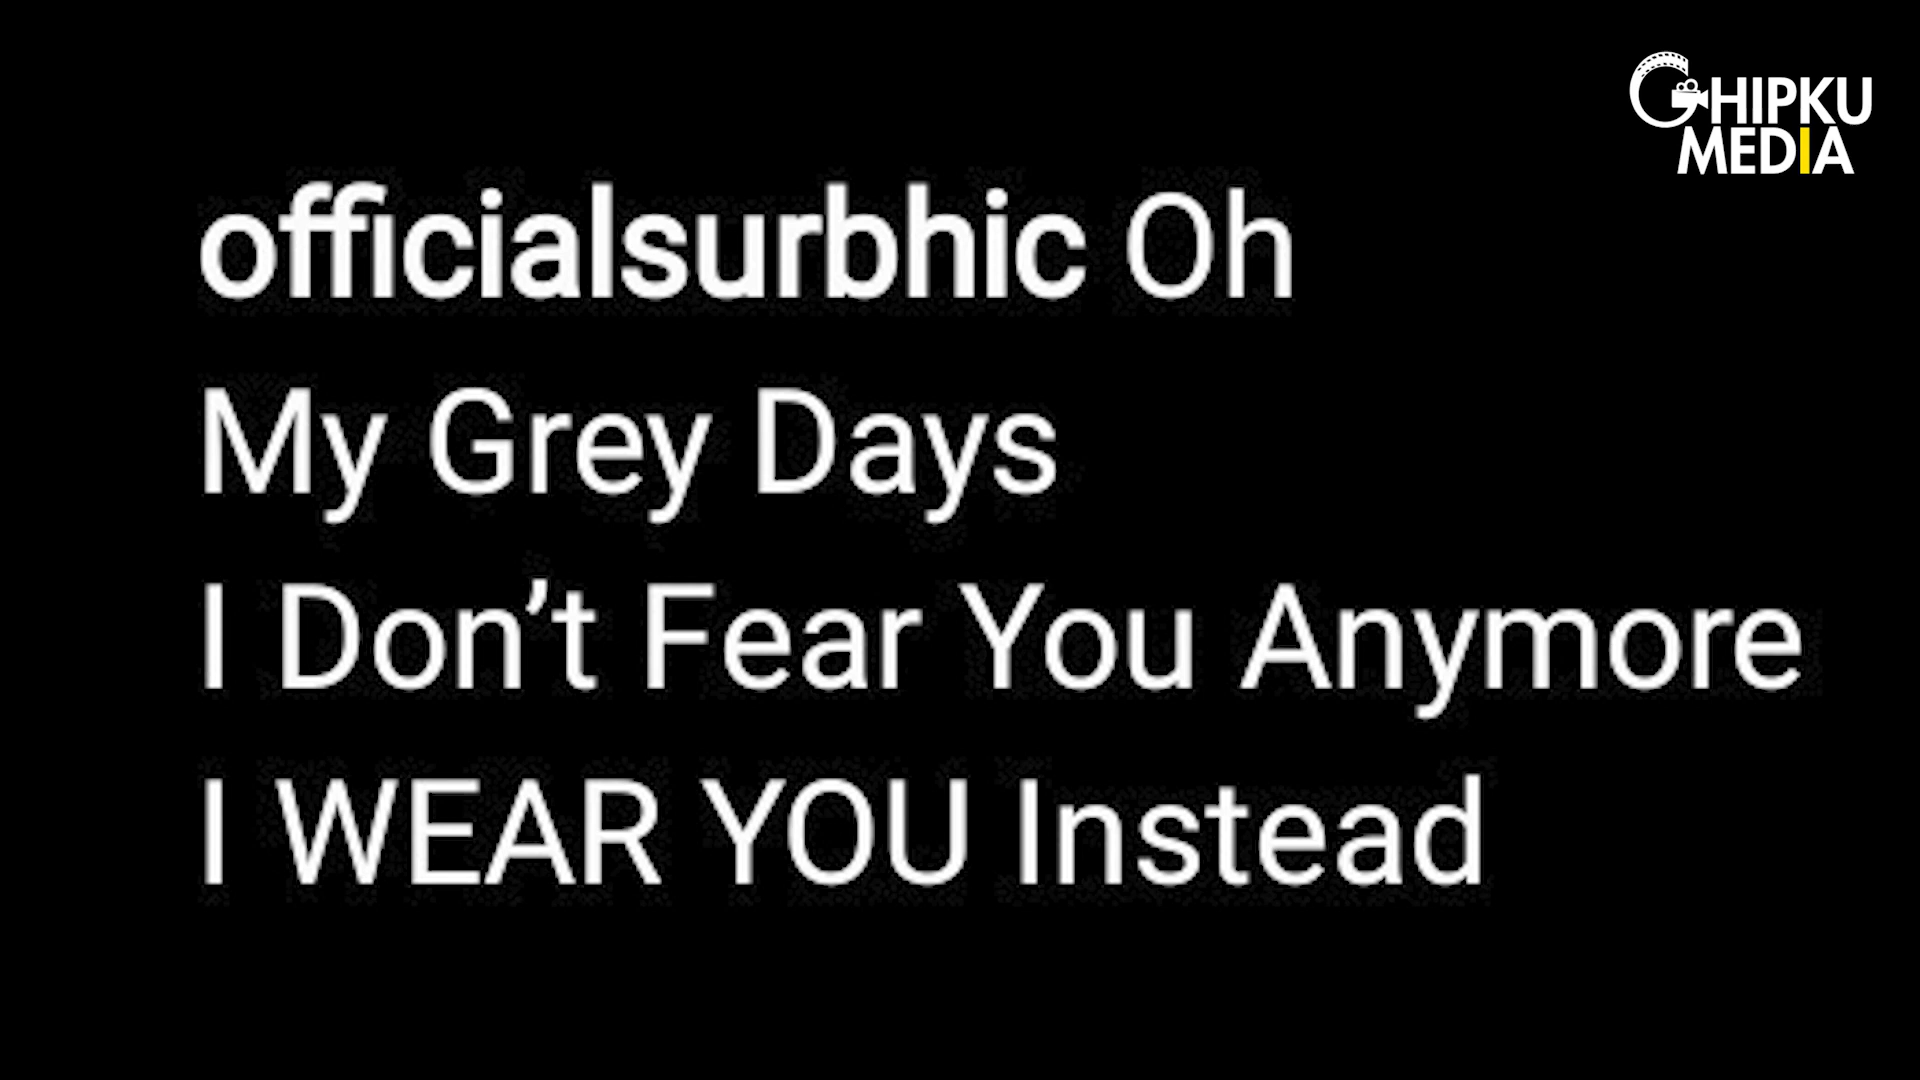 GHIPKU
MEDIA
officialsurbhic Oh
My Grey Days
I Don’t Fear You Anymore
I WEAR YOU Instead